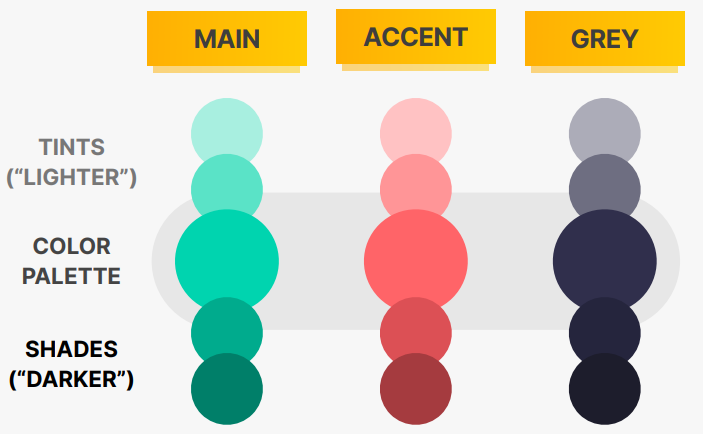 MAIN
ACCENT
GREY
TINTS
(“LIGHTER”)
COLOR
PALETTE
SHADES
(“DARKER”)